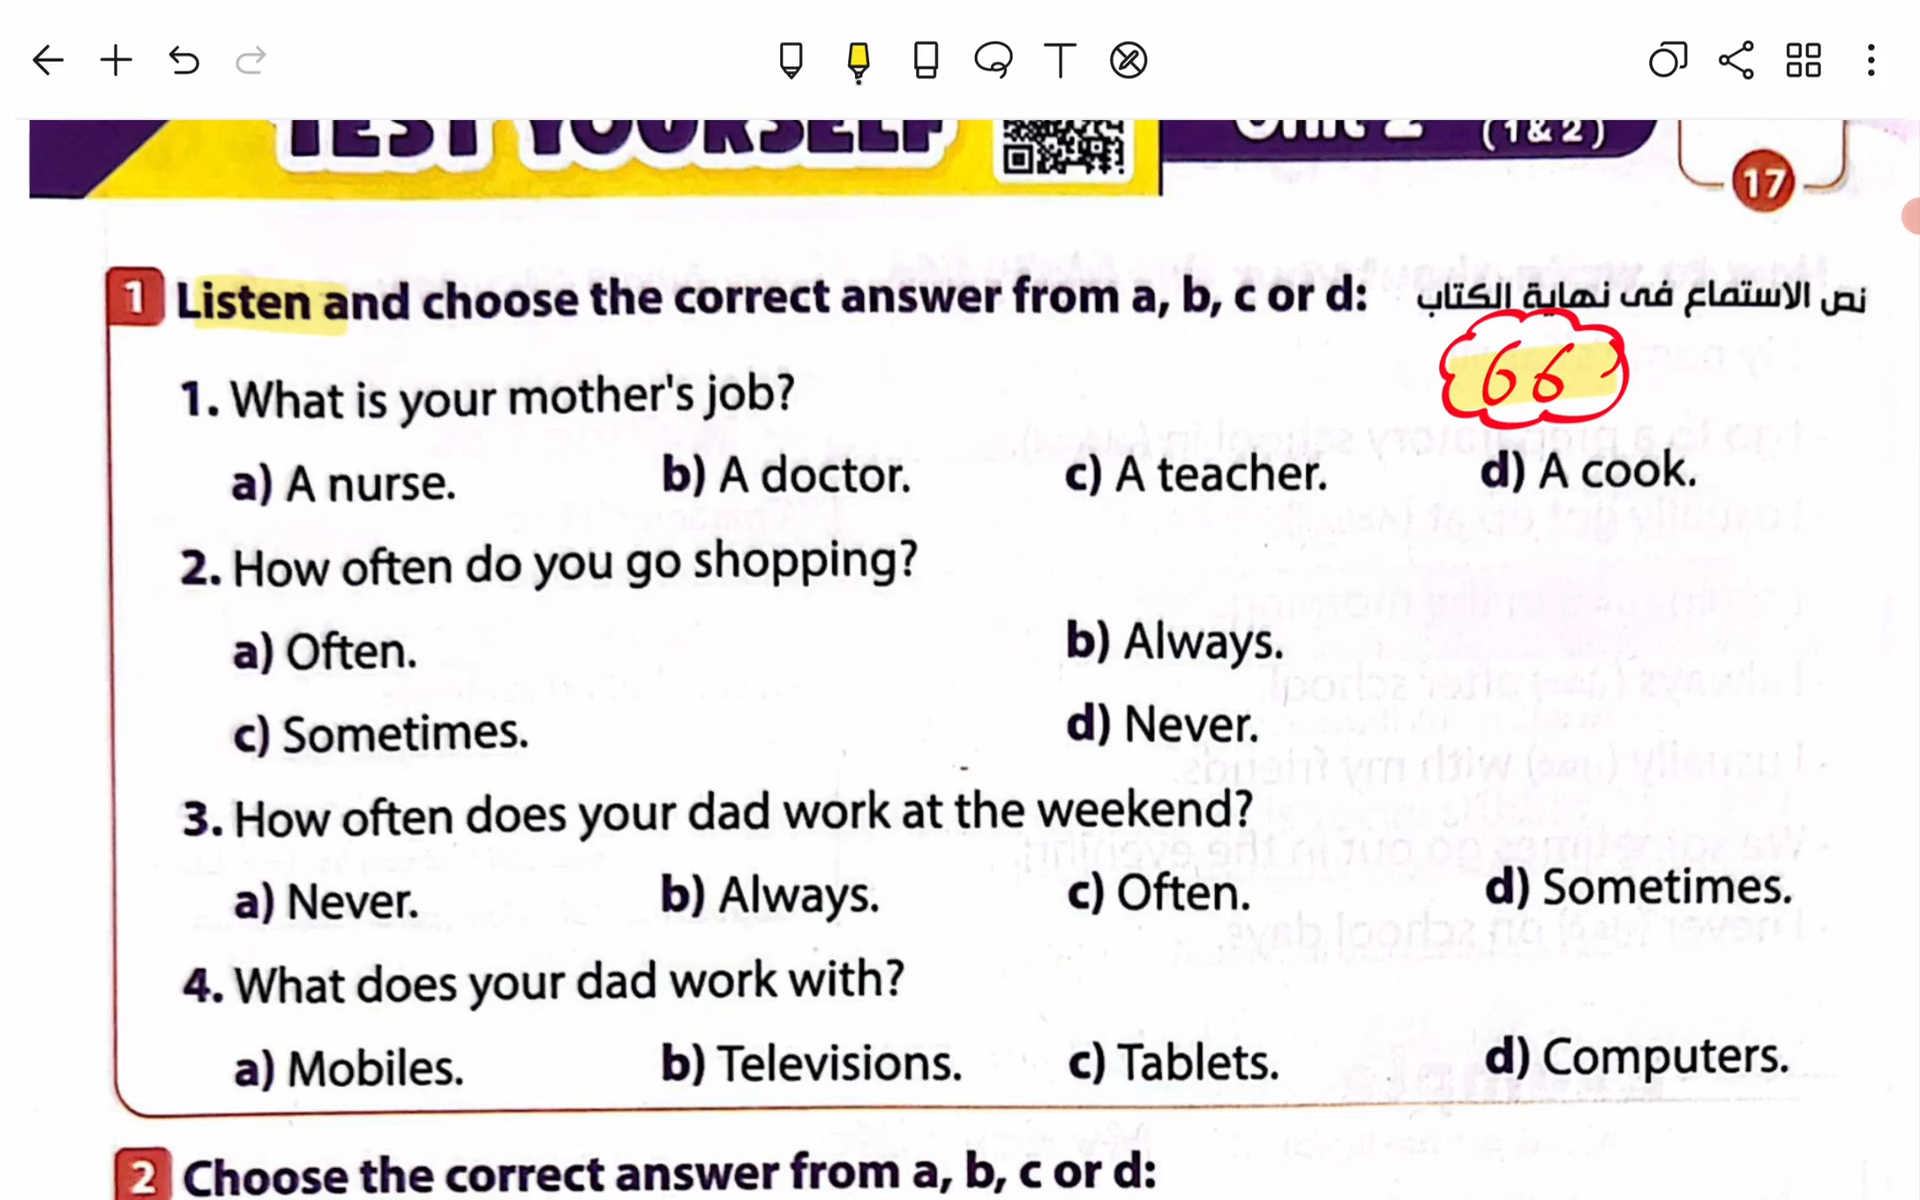 TEST YOURSELF Unit 2 (1&2)
17
1 Listen and choose the correct answer from a, b, c or d: نص الاستماع فى نهاية الكتاب
66
1. What is your mother's job?
a) A nurse. b) A doctor. c) A teacher. d) A cook.
2. How often do you go shopping?
a) Often. b) Always.
c) Sometimes. d) Never.
3. How often does your dad work at the weekend?
a) Never. b) Always. c) Often. d) Sometimes.
4. What does your dad work with?
a) Mobiles. b) Televisions. c) Tablets. d) Computers.
2 Choose the correct answer from a, b, c or d: